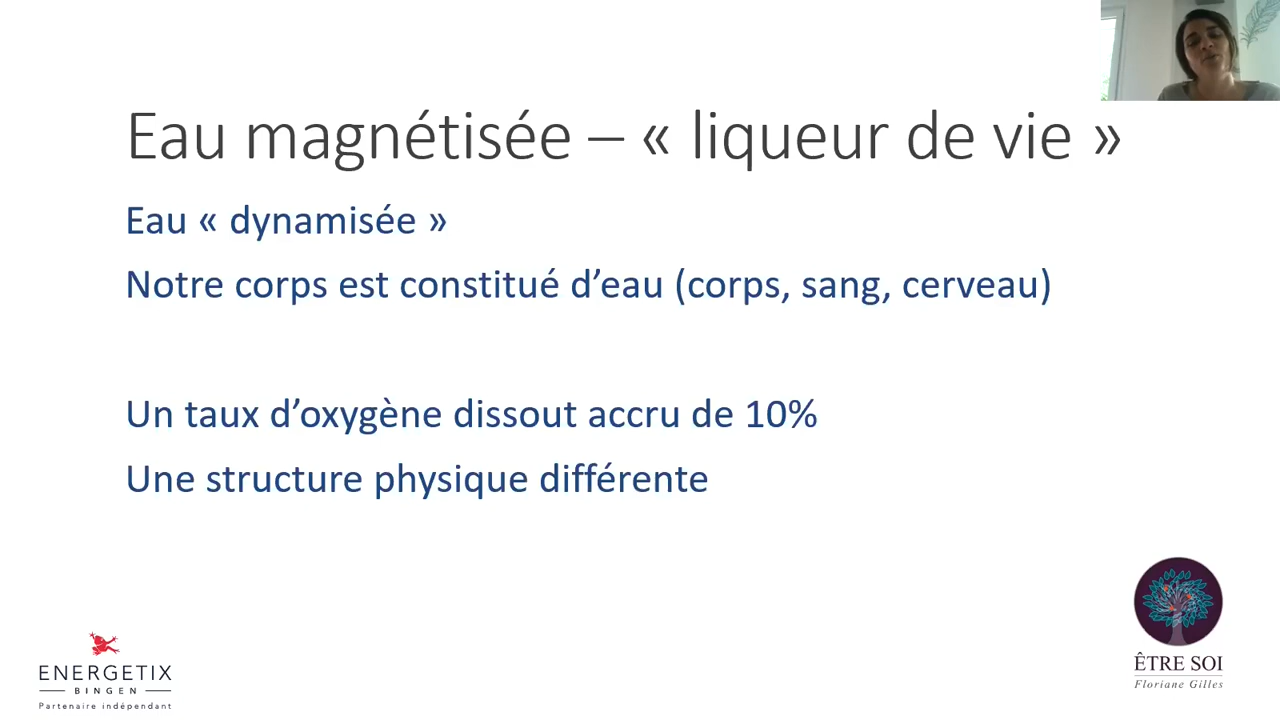 Eau magnétisée – « liqueur de vie »
Eau « dynamisée »
Notre corps est constitué d’eau (corps, sang, cerveau)
Un taux d’oxygène dissout accru de 10%
Une structure physique différente
ENERGETIX
BINGEN
Partenaire indépendant
ÊTRE SOI
Floriane Gilles